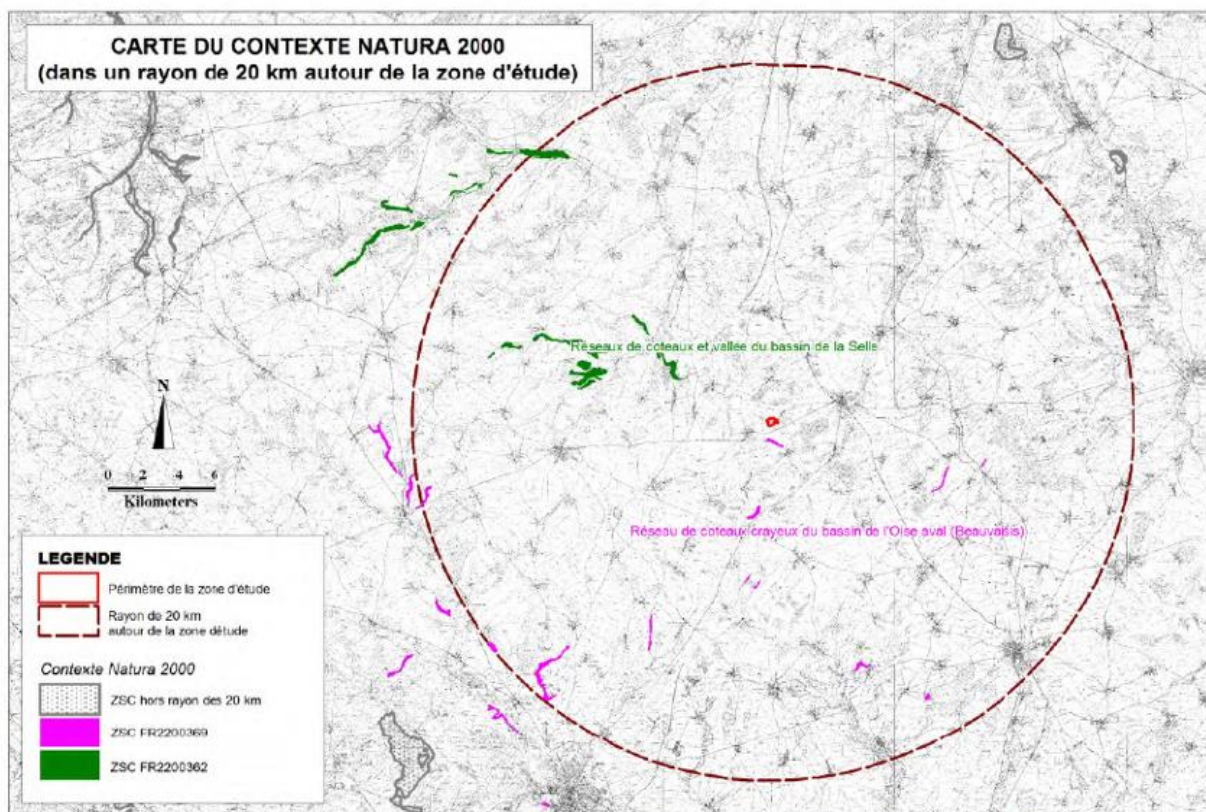 CARTE DU CONTEXTE NATURA 2000
(dans un rayon de 20 km autour de la zone d'étude)
Réseaux de coteaux et vallée du bassin de la Selle
N
0 2 4 6
Kilometers
Réseau de coteaux crayeux du bassin de l'Oise aval (Beauvaisis)
LEGENDE
Périmètre de la zone d'étude
Rayon de 20 km
autour de la zone détude
Contexte Natura 2000
ZSC hors rayon des 20 km
ZSC FR2200369
ZSC FR2200362